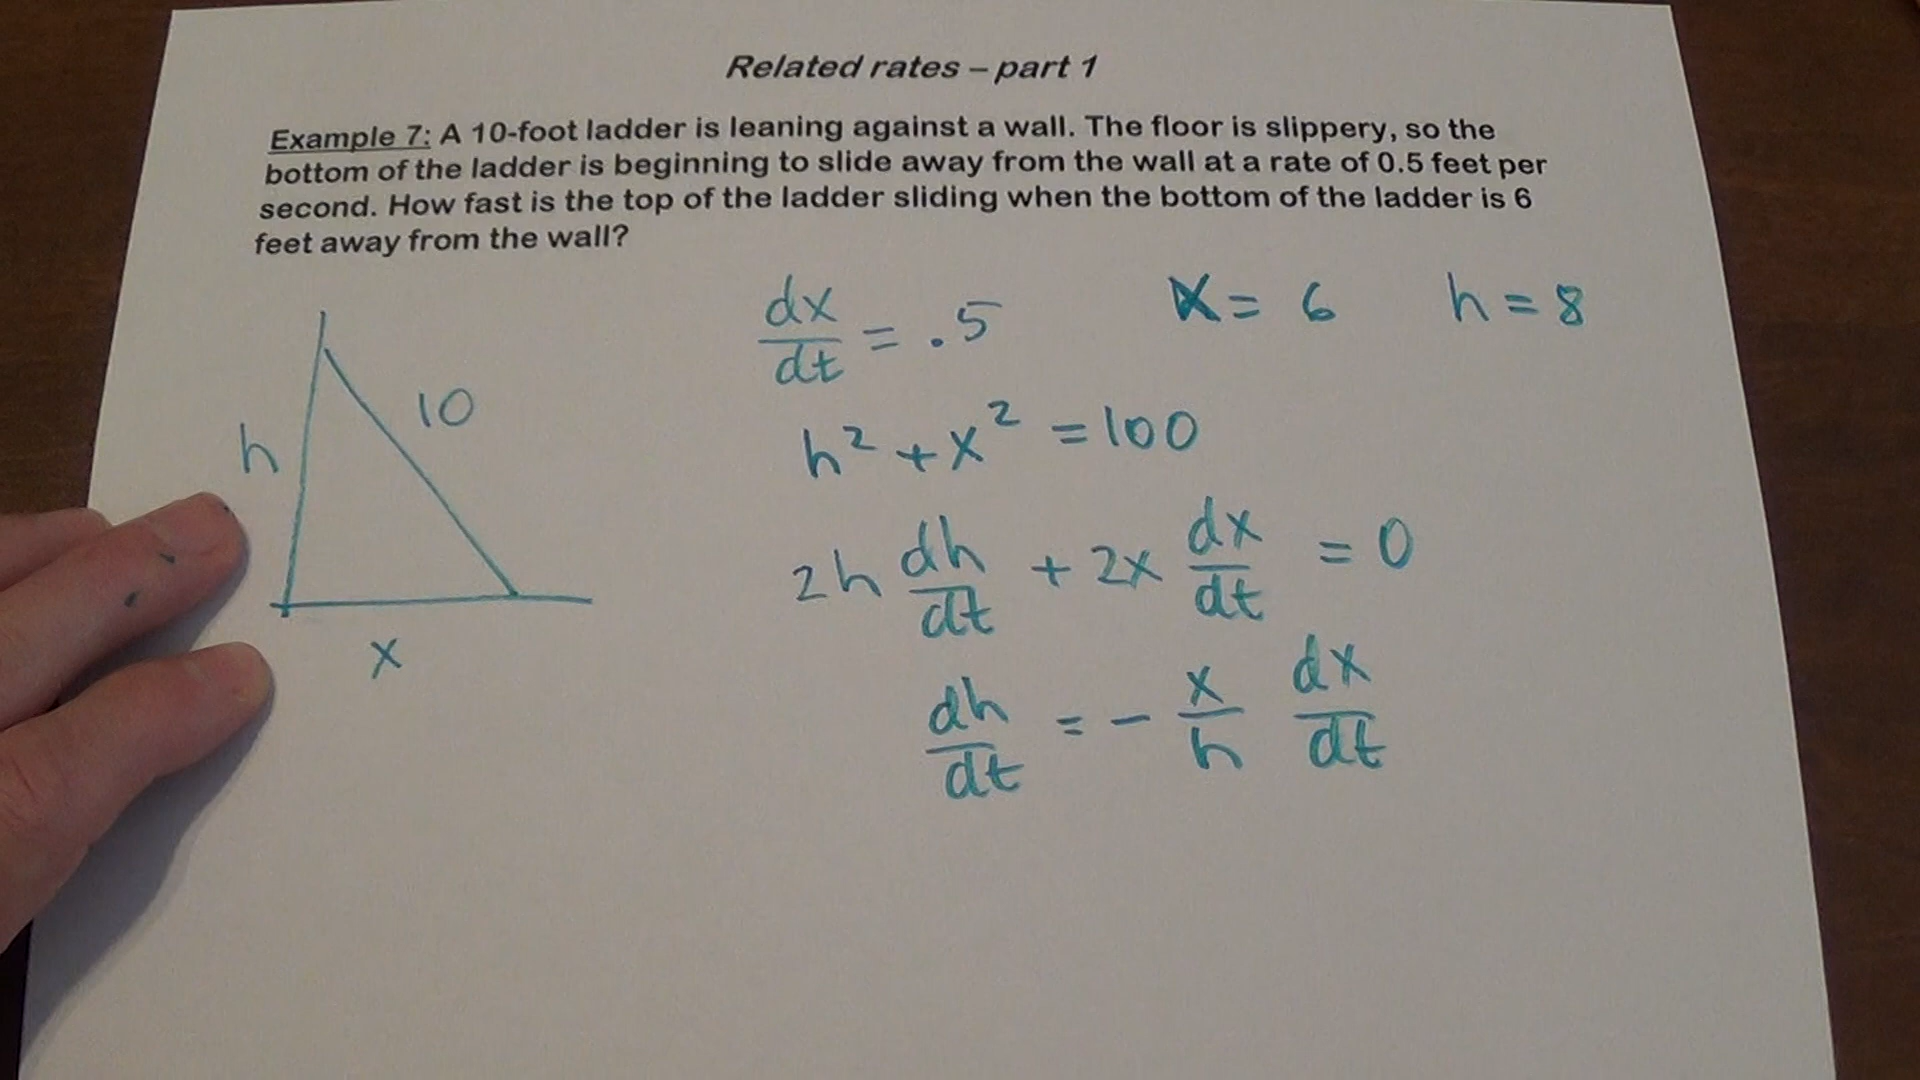 Related rates – part 1
Example 7: A 10-foot ladder is leaning against a wall. The floor is slippery, so the
bottom of the ladder is beginning to slide away from the wall at a rate of 0.5 feet per
second. How fast is the top of the ladder sliding when the bottom of the ladder is 6
feet away from the wall?
dx/dt = .5 x = 6 h = 8
h 10 x
h² + x² = 100
2h dh/dt + 2x dx/dt = 0
dh/dt = - x/h dx/dt